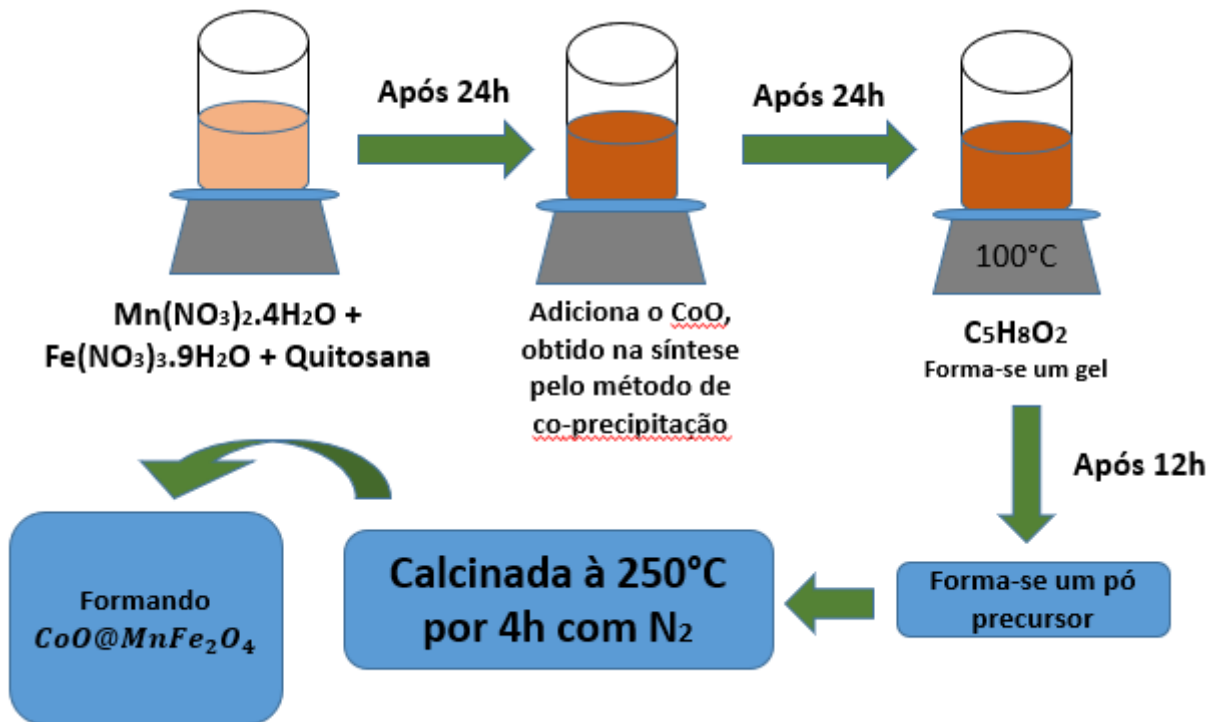 Após 24h
Após 24h
100°C
Mn(NO₃)₂.4H₂O +
Fe(NO₃)₃.9H₂O + Quitosana
Adiciona o CoO,
obtido na síntese
pelo método de
co-precipitação
C₅H₈O₂
Forma-se um gel
Após 12h
Forma-se um pó
precursor
Calcinada à 250°C
por 4h com N₂
Formando
CoO@MnFe₂O₄